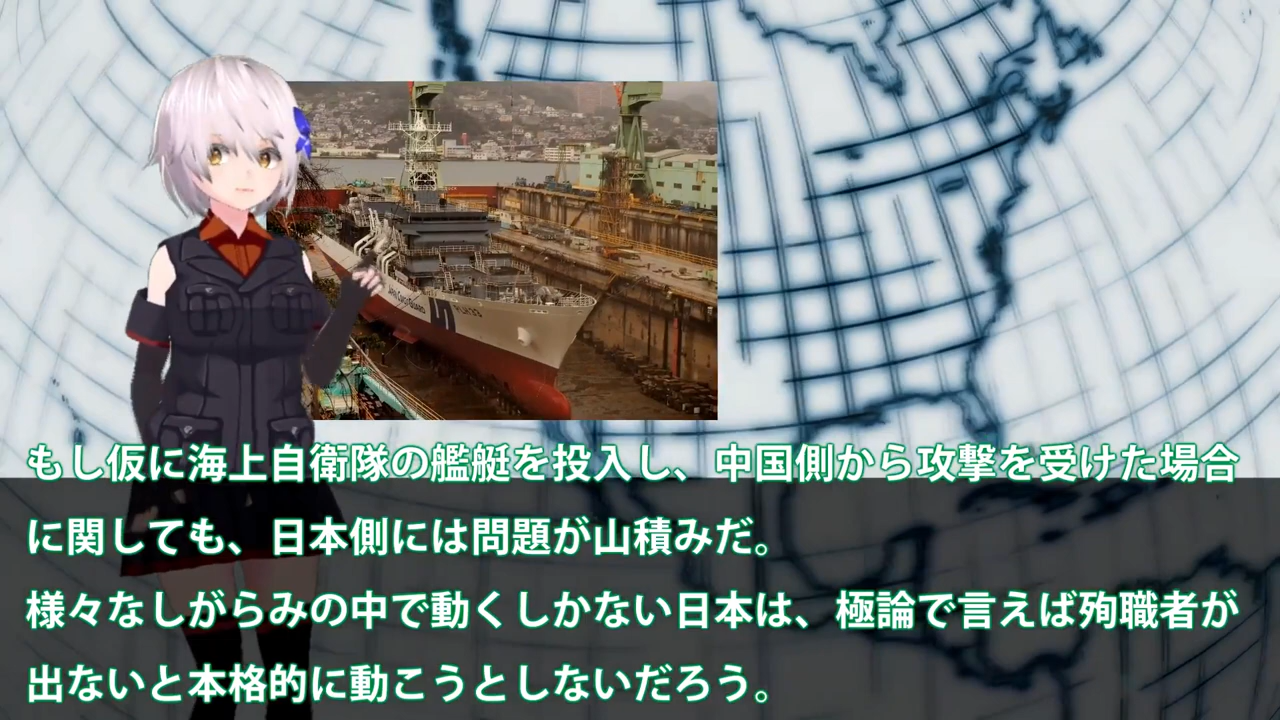 JAPAN COAST GUARD
PLH33
もし仮に海上自衛隊の艦艇を投入し、中国側から攻撃を受けた場合
に関しても、日本側には問題が山積みだ。
様々なしがらみの中で動くしかない日本は、極論で言えば殉職者が
出ないと本格的に動こうとしないだろう。